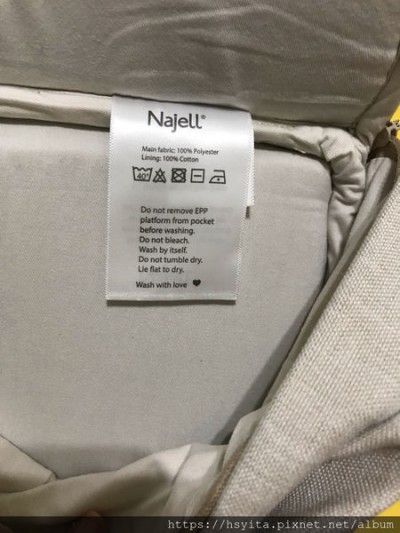 Najell®
Main fabric: 100% Polyester
Lining: 100% Cotton
40°
Do not remove EPP
platform from pocket
before washing.
Do not bleach.
Wash by itself.
Do not tumble dry.
Lie flat to dry.
Wash with love ♥
https://hsyita.pixnet.net/album